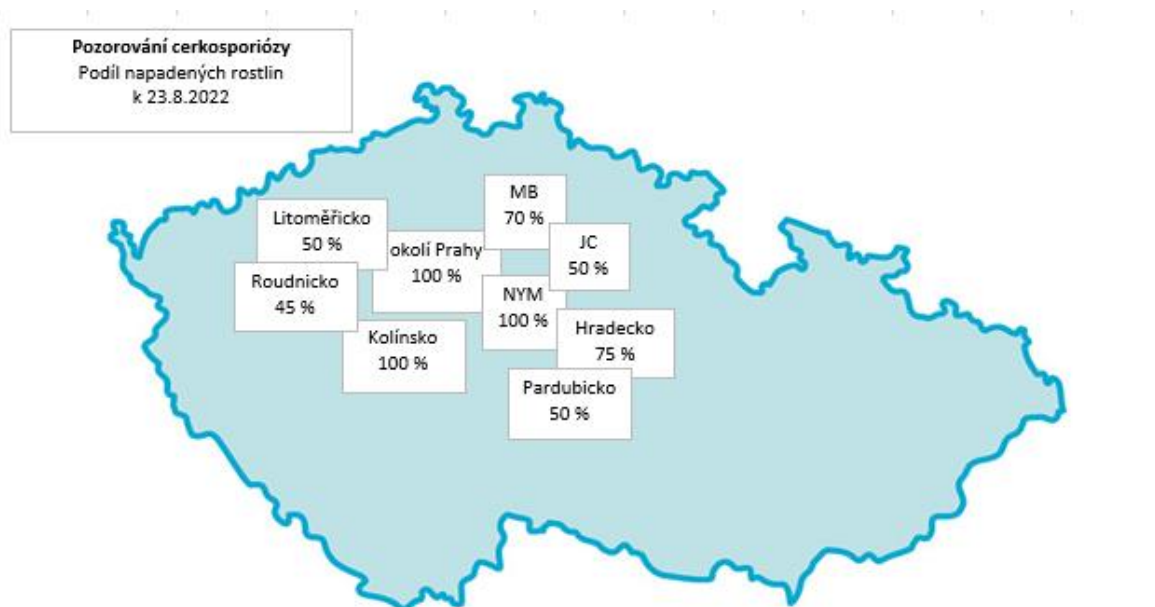 Pozorování cerkosporiózy
Podíl napadených rostlin
k 23.8.2022
MB
70 %
Litoměřicko
50 %
okolí Prahy
100 %
JC
50 %
Roudnicko
45 %
NYM
100 %
Kolínsko
100 %
Hradecko
75 %
Pardubicko
50 %